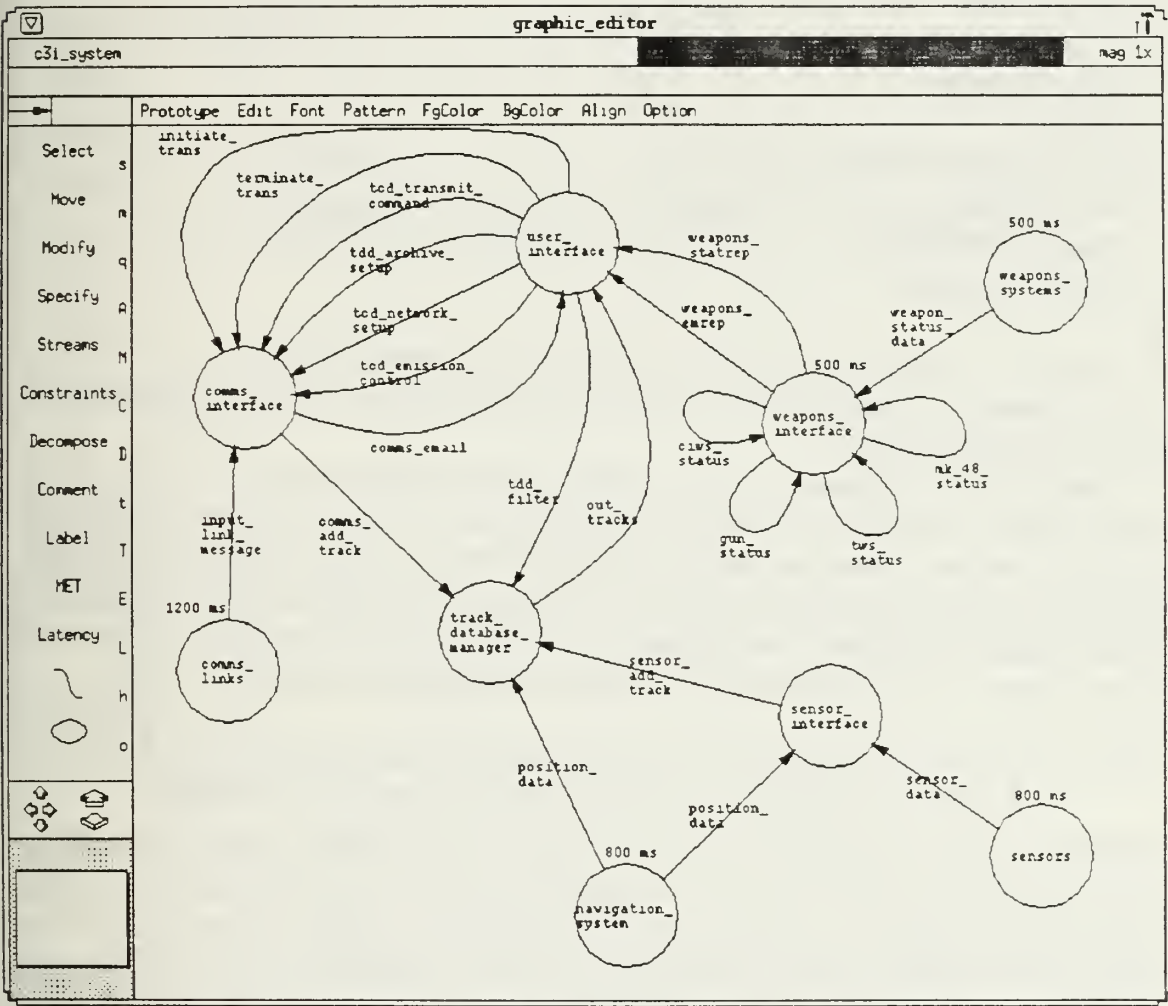 graphic_editor
c3i_system
mag 1x
Prototype Edit Font Pattern FgColor BgColor Align Option
Select
s
Move
m
Modify
q
Specify
A
Streams
M
Constraints
C
Decompose
D
Comment
t
Label
T
MET
E
Latency
L
h
o
initiate_
trans
terminate_
trans
tcd_transmit_
command
tdd_archive_
setup
tcd_network_
setup
tcd_emission_
control
comms_email
user_
interface
weapons_
statrep
weapons_
emrep
500 ms
weapons_
systems
weapon_
status_
data
500 ms
weapons_
interface
ciws_
status
gun_
status
tws_
status
mk_48_
status
comms_
interface
input_
link_
message
comms_
add_
track
tdd_
filter
out_
tracks
1200 ms
comms_
links
track_
database_
manager
sensor_
add_
track
sensor_
interface
position_
data
position_
data
sensor_
data
800 ms
sensors
800 ms
navigation_
system